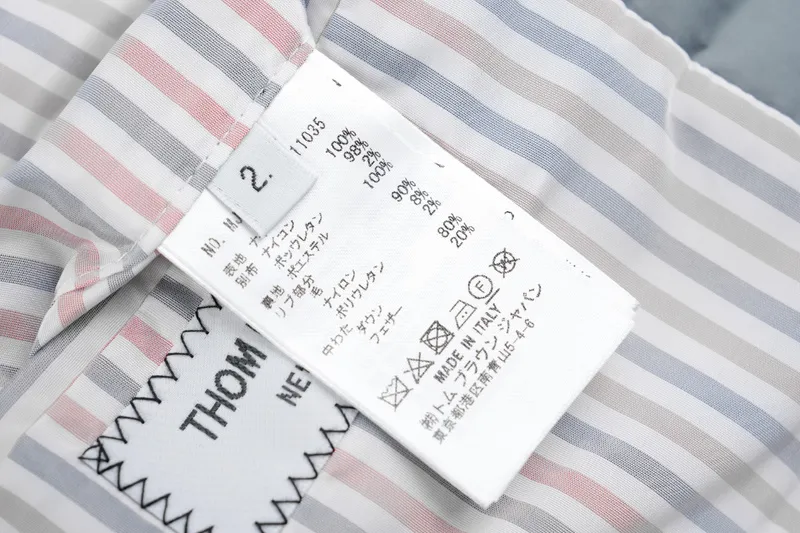 2.
NO. MJ 11035
表地 ナイロン 100%
別布 ナイロン 98%
ポリウレタン 2%
裏地 ポリエステル 100%
リブ部分 毛 90%
ナイロン 8%
ポリウレタン 2%
中わた ダウン 80%
フェザー 20%
F
MADE IN ITALY
㈱トム ブラウン ジャパン
東京都港区南青山5-4-6
THOM
NE